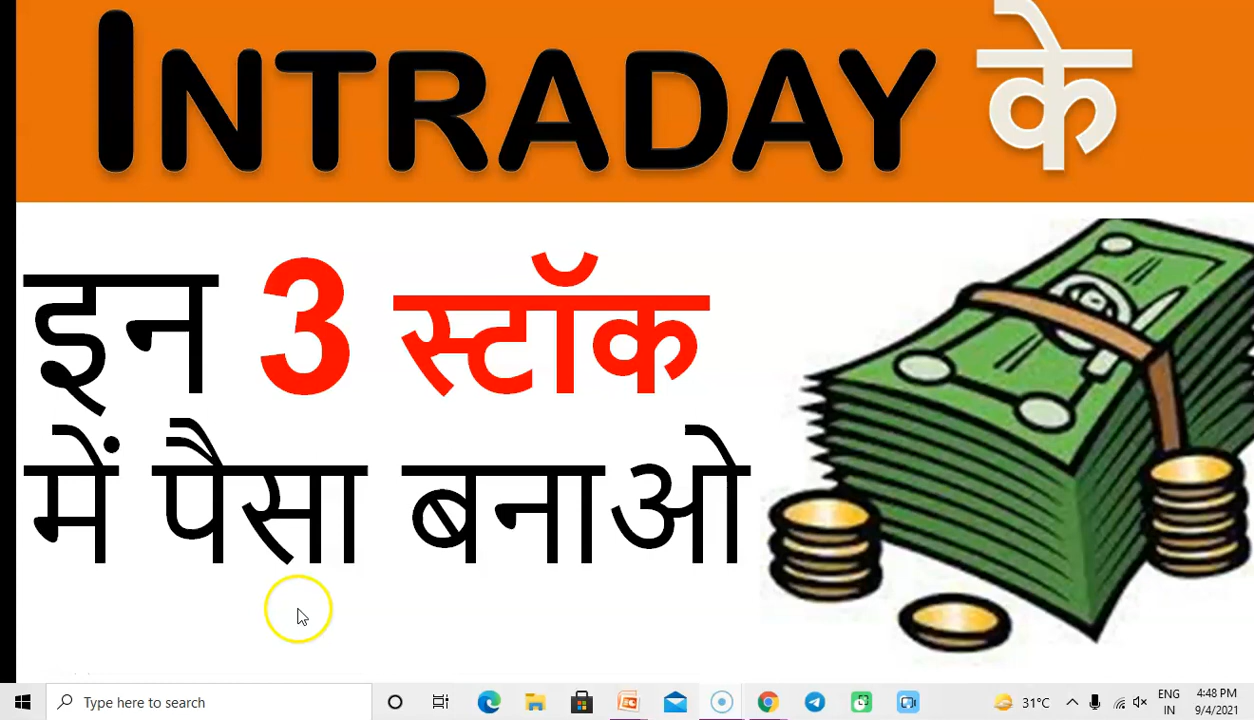 INTRADAY के
इन 3 स्टॉक
में पैसा बनाओ
Type here to search
31°C
ENG
IN
4:48 PM
9/4/2021